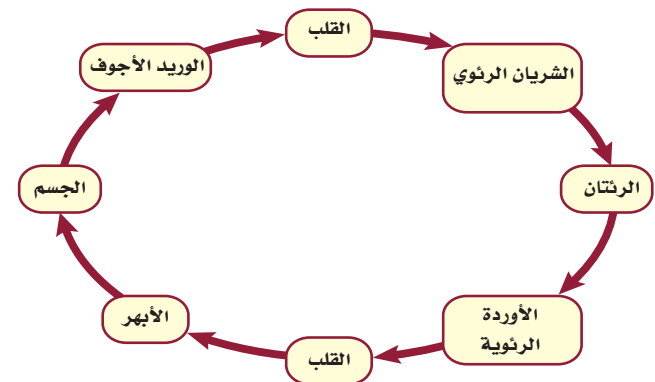 القلب
الشريان الرئوي
الرئتان
الأوردة
الرئوية
القلب
الأبهر
الجسم
الوريد الأجوف